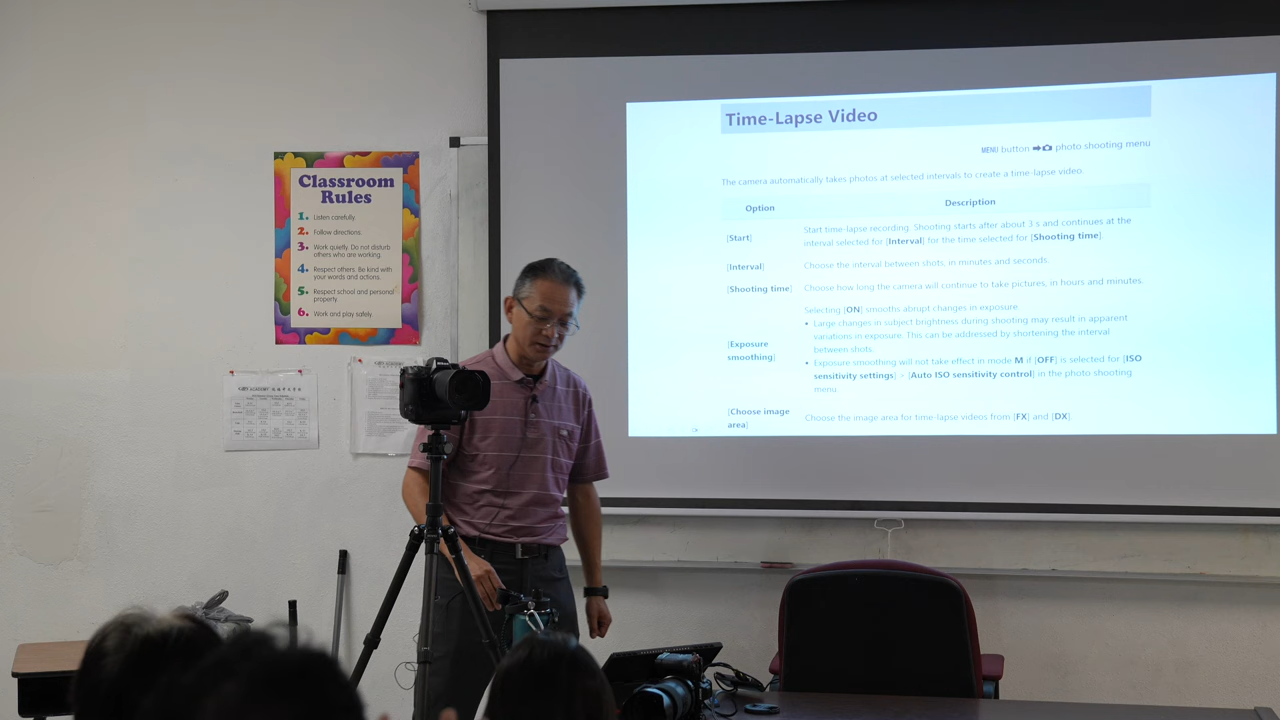 Classroom
Rules
1. Listen carefully.
2. Follow directions.
3. Work quietly. Do not disturb
others who are working.
4. Respect others. Be kind with
your words and actions.
5. Respect school and personal
property.
6. Work and play safely.
Time-Lapse Video
MENU button ➡ photo shooting menu
The camera automatically takes photos at selected intervals to create a time-lapse video.
Option Description
[Start] Start time-lapse recording. Shooting starts after about 3 s and continues at the
interval selected for [Interval] for the time selected for [Shooting time].
[Interval] Choose the interval between shots, in minutes and seconds.
[Shooting time] Choose how long the camera will continue to take pictures, in hours and minutes.
[Exposure
smoothing]
Selecting [ON] smooths abrupt changes in exposure.
• Large changes in subject brightness during shooting may result in apparent
variations in exposure. This can be addressed by shortening the interval
between shots.
• Exposure smoothing will not take effect in mode M if [OFF] is selected for [ISO
sensitivity settings] > [Auto ISO sensitivity control] in the photo shooting
menu.
[Choose image
area]
Choose the image area for time-lapse videos from [FX] and [DX].